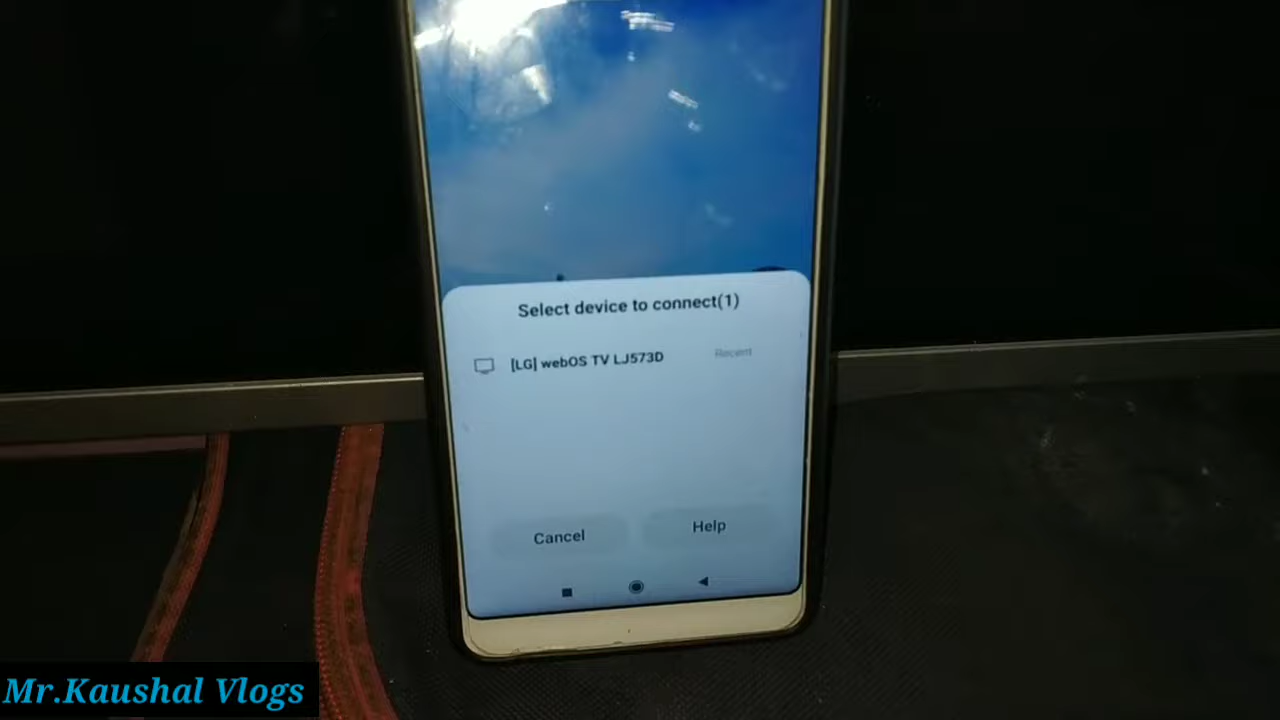 Select device to connect(1)
[LG] webOS TV LJ573D
Recent
Cancel
Help
Mr.Kaushal Vlogs